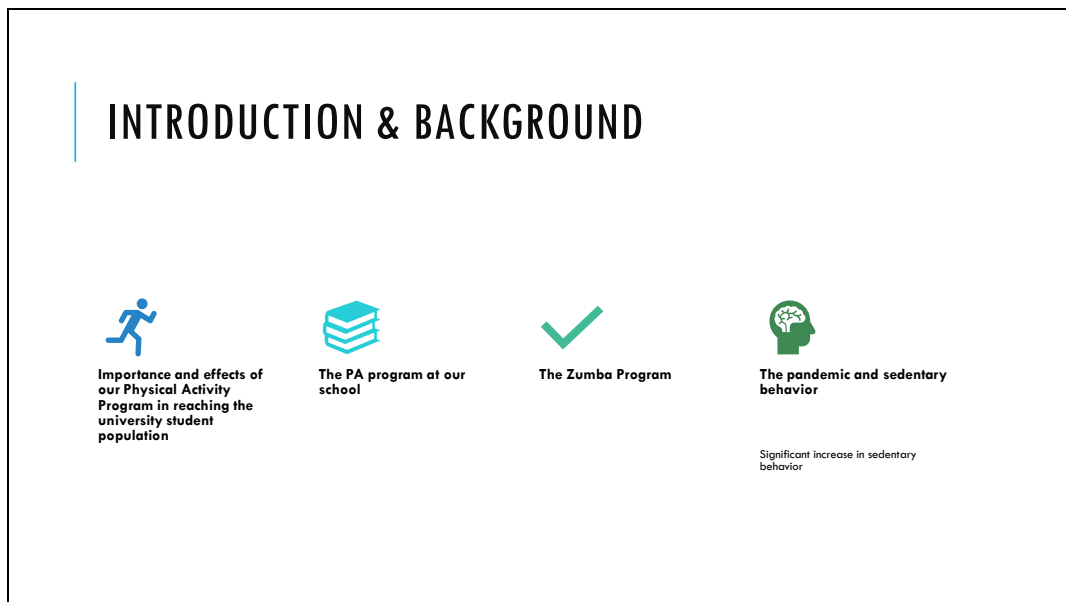 INTRODUCTION & BACKGROUND
Importance and effects of
our Physical Activity
Program in reaching the
university student
population
The PA program at our
school
The Zumba Program
The pandemic and sedentary
behavior
Significant increase in sedentary
behavior